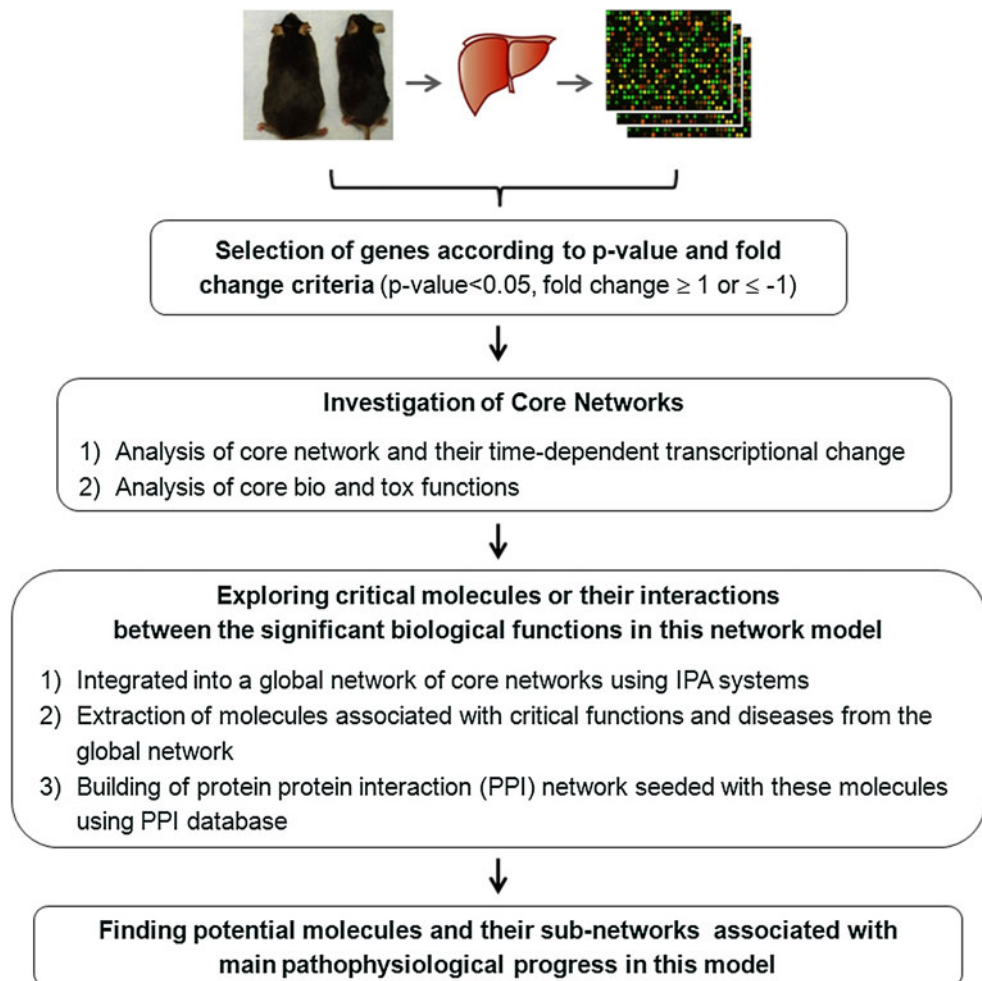 Selection of genes according to p-value and fold
change criteria (p-value<0.05, fold change ≥ 1 or ≤ -1)
Investigation of Core Networks
1) Analysis of core network and their time-dependent transcriptional change
2) Analysis of core bio and tox functions
Exploring critical molecules or their interactions
between the significant biological functions in this network model
1) Integrated into a global network of core networks using IPA systems
2) Extraction of molecules associated with critical functions and diseases from the
global network
3) Building of protein protein interaction (PPI) network seeded with these molecules
using PPI database
Finding potential molecules and their sub-networks associated with
main pathophysiological progress in this model